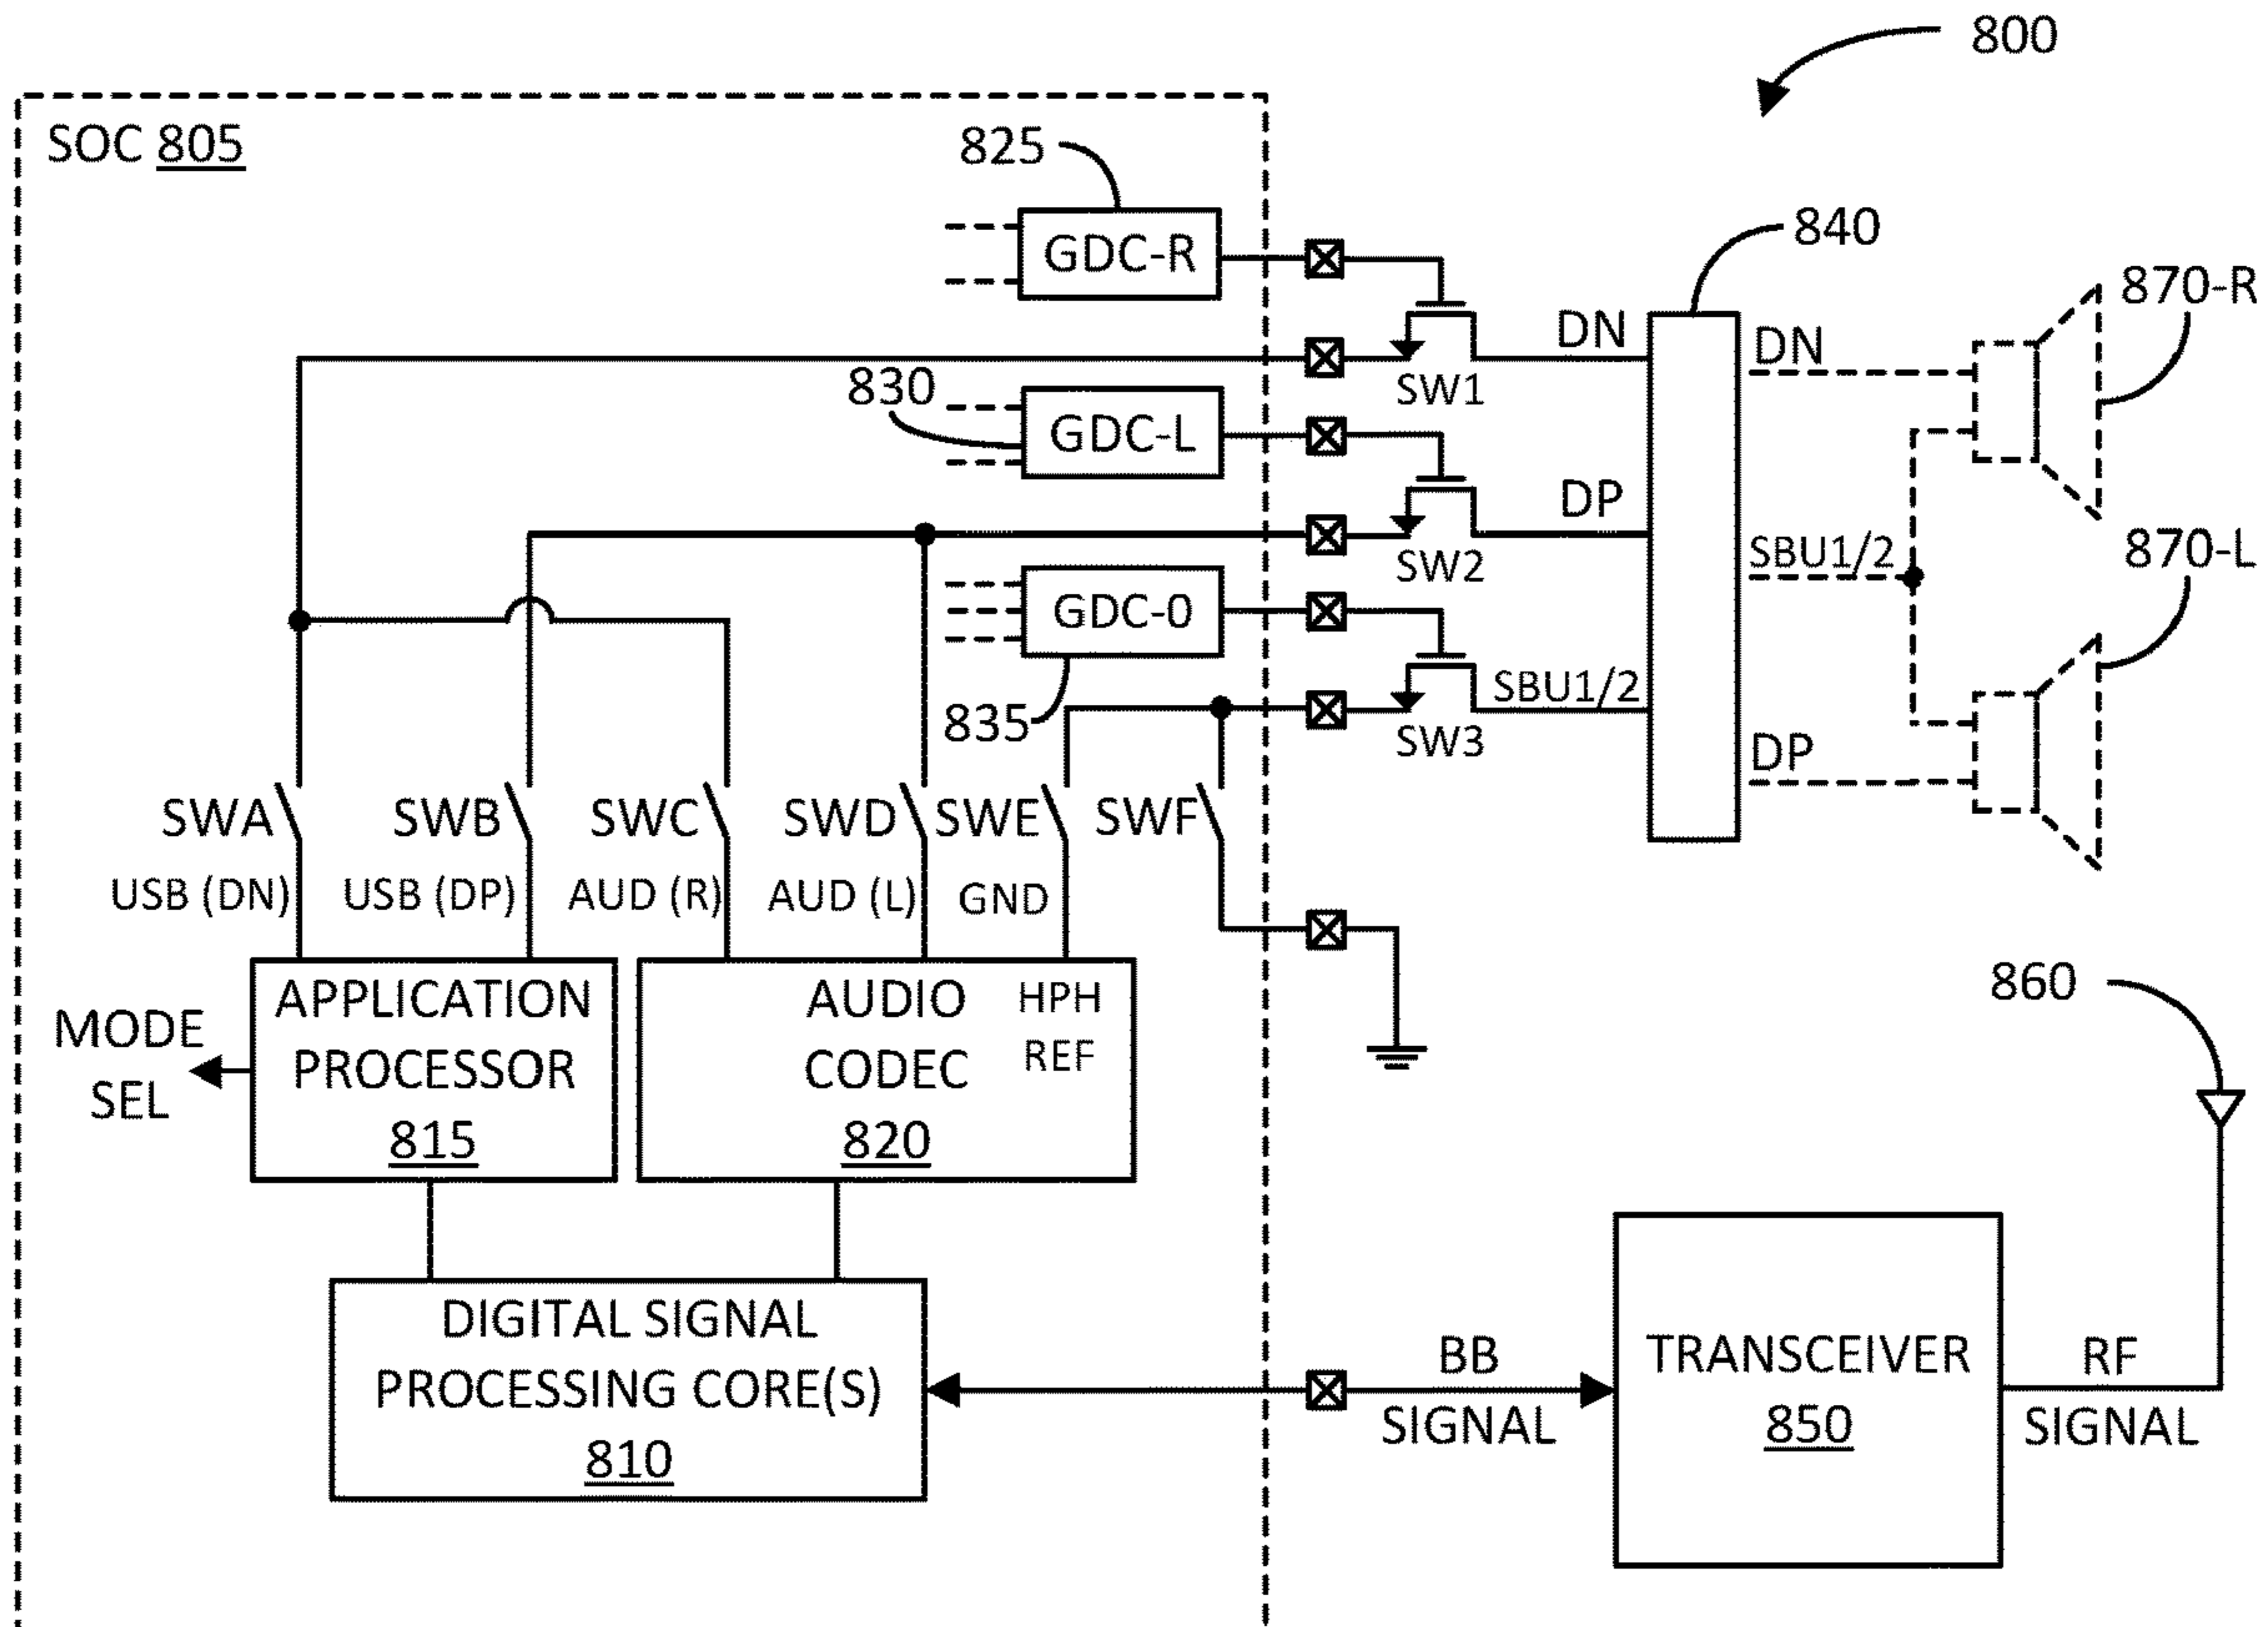 800
SOC 805
825
GDC-R
840
870-R
DN
DN
830
SW1
GDC-L
DP
870-L
SBU1/2
SW2
GDC-0
SBU1/2
835
SW3
DP
SWA
SWB
SWC
SWD
SWE
SWF
USB (DN)
USB (DP)
AUD (R)
AUD (L)
GND
860
APPLICATION
PROCESSOR
815
AUDIO
CODEC
820
HPH
REF
MODE
SEL
DIGITAL SIGNAL
PROCESSING CORE(S)
810
BB
SIGNAL
TRANSCEIVER
850
RF
SIGNAL